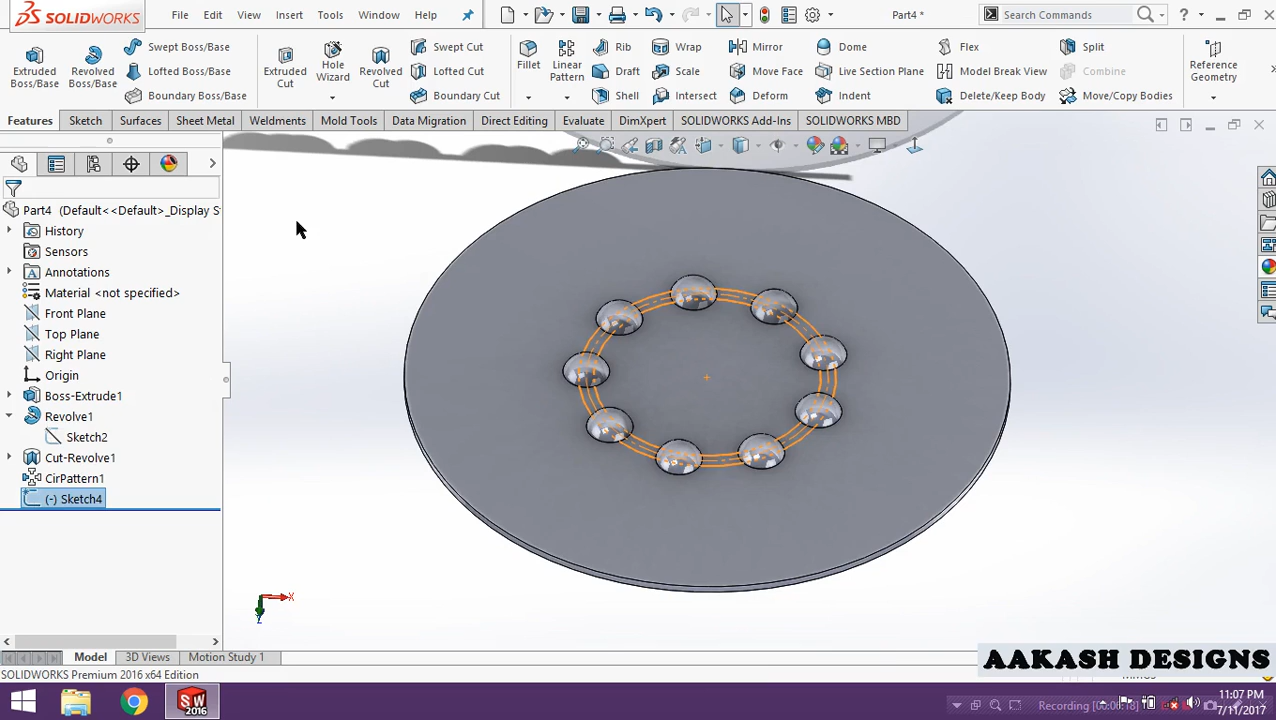 SOLIDWORKS File Edit View Insert Tools Window Help Part4 * Search Commands ?
Extruded Boss/Base Revolved Boss/Base Swept Boss/Base Lofted Boss/Base Boundary Boss/Base Extruded Cut Hole Wizard Revolved Cut Swept Cut Lofted Cut Boundary Cut Fillet Linear Pattern Rib Draft Shell Wrap Scale Intersect Mirror Move Face Deform Dome Live Section Plane Indent Flex Model Break View Delete/Keep Body Split Combine Move/Copy Bodies Reference Geometry
Features Sketch Surfaces Sheet Metal Weldments Mold Tools Data Migration Direct Editing Evaluate DimXpert SOLIDWORKS Add-Ins SOLIDWORKS MBD
Part4 (Default<<Default>_Display S
History
Sensors
Annotations
Material <not specified>
Front Plane
Top Plane
Right Plane
Origin
Boss-Extrude1
Revolve1
Sketch2
Cut-Revolve1
CirPattern1
(-) Sketch4
X
Model 3D Views Motion Study 1
AAKASH DESIGNS
SOLIDWORKS Premium 2016 x64 Edition
SW 2016
Recording [00:06:18]
11:07 PM
7/11/2017